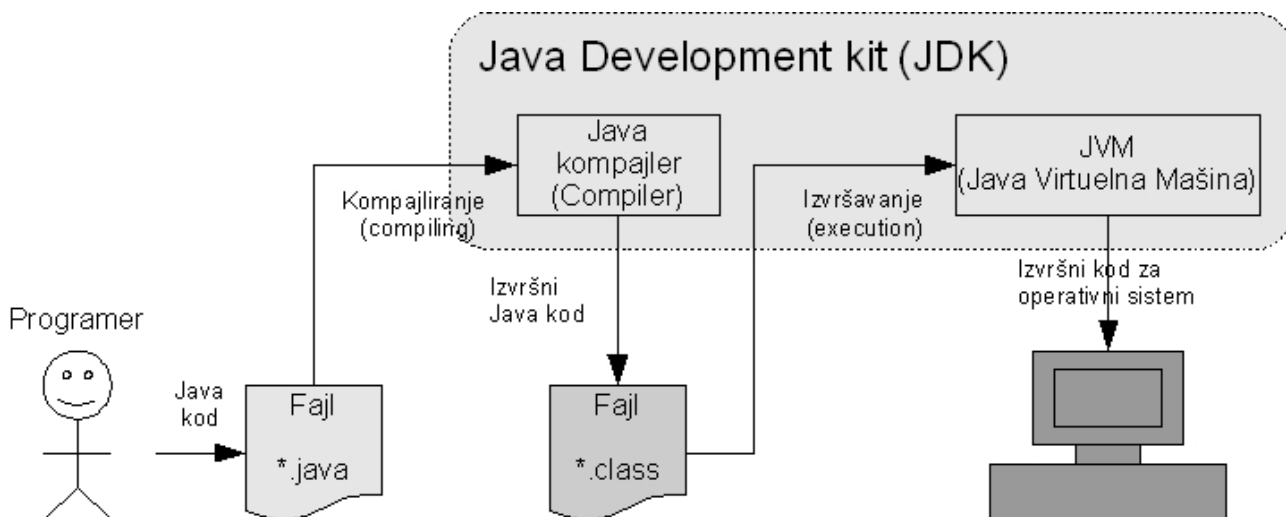 Java Development kit (JDK)
Java
kompajler
(Compiler)
JVM
(Java Virtuelna Mašina)
Kompajliranje
(compiling)
Izvršavanje
(execution)
Izvršni
Java kod
Izvršni kod za
operativni sistem
Programer
Java
kod
Fajl
*.java
Fajl
*.class